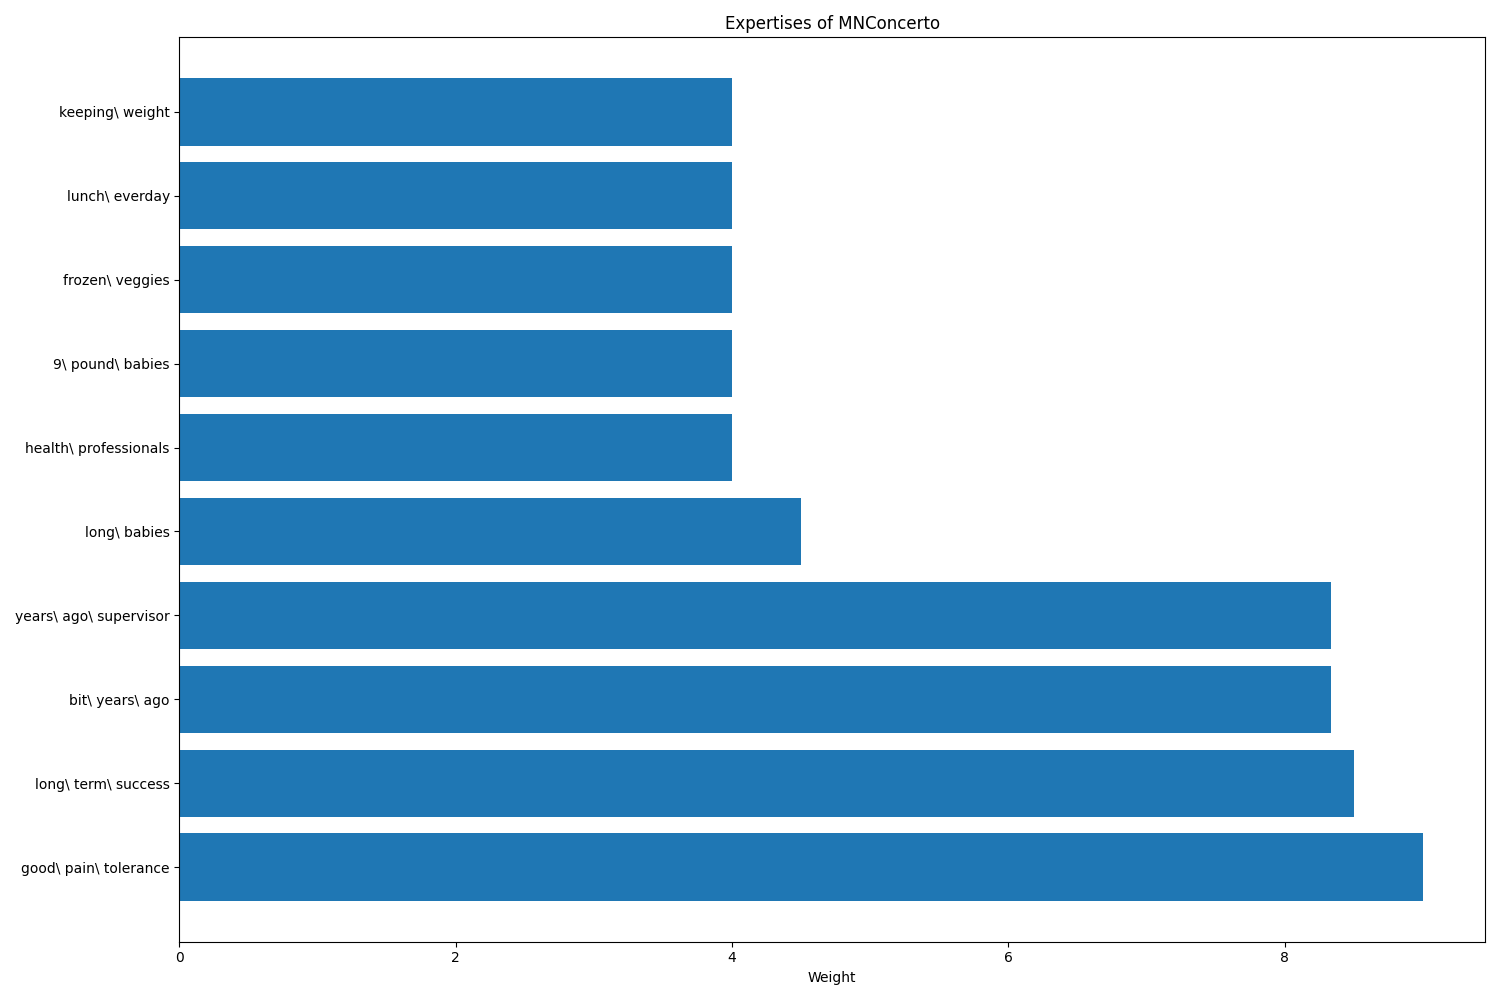 Expertises of MNConcerto
keeping\ weight
lunch\ everday
frozen\ veggies
9\ pound\ babies
health\ professionals
long\ babies
years\ ago\ supervisor
bit\ years\ ago
long\ term\ success
good\ pain\ tolerance
0 2 4 6 8
Weight